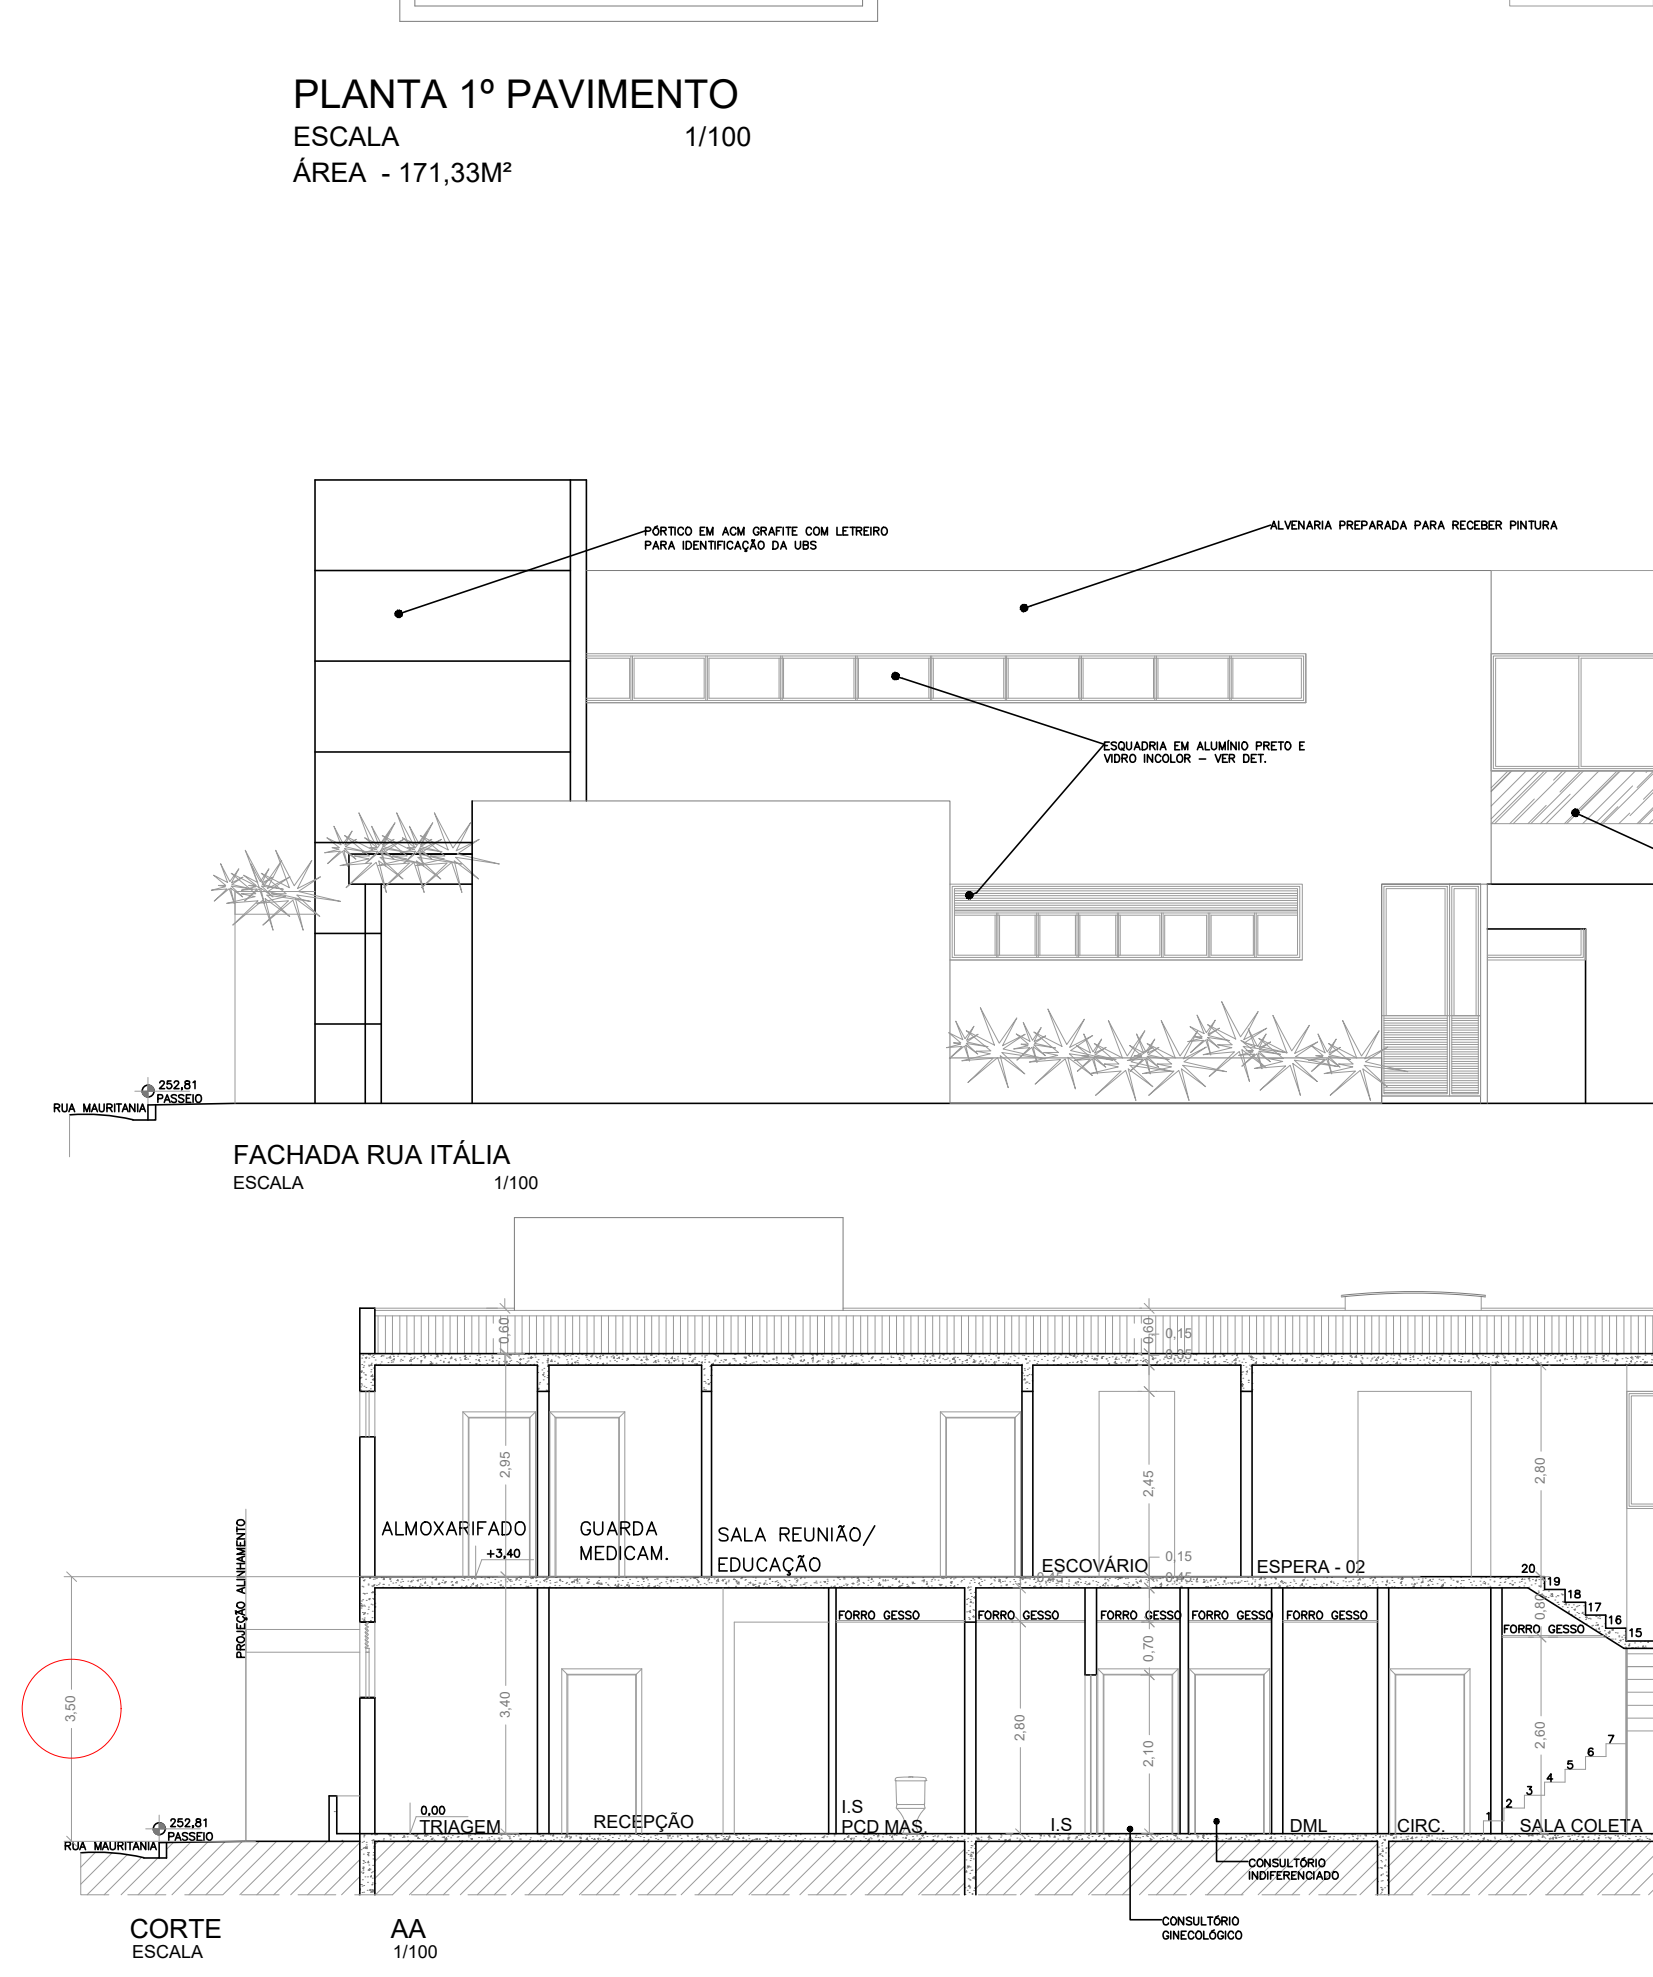 PLANTA 1º PAVIMENTO
ESCALA 1/100
ÁREA - 171,33M²
PÓRTICO EM ACM GRAFITE COM LETREIRO
PARA IDENTIFICAÇÃO DA UBS
ALVENARIA PREPARADA PARA RECEBER PINTURA
ESQUADRIA EM ALUMÍNIO PRETO E
VIDRO INCOLOR – VER DET.
252,81
PASSEIO
RUA MAURITANIA
FACHADA RUA ITÁLIA
ESCALA 1/100
0,60
0,60
0,15
2,95
2,45
2,80
ALMOXARIFADO
+3,40
GUARDA
MEDICAM.
SALA REUNIÃO/
EDUCAÇÃO
ESCOVÁRIO
0,15
ESPERA - 02
20
19
18
17
16
15
PROJEÇÃO ALINHAMENTO
FORRO GESSO
FORRO GESSO
FORRO GESSO
FORRO GESSO
FORRO GESSO
FORRO GESSO
0,70
3,50
3,40
2,80
2,10
2,60
7
6
5
4
3
2
1
0,00
TRIAGEM
RECEPÇÃO
I.S
PCD MAS.
I.S
DML
CIRC.
SALA COLETA
252,81
PASSEIO
RUA MAURITANIA
CONSULTÓRIO
INDIFERENCIADO
CONSULTÓRIO
GINECOLÓGICO
CORTE AA
ESCALA 1/100